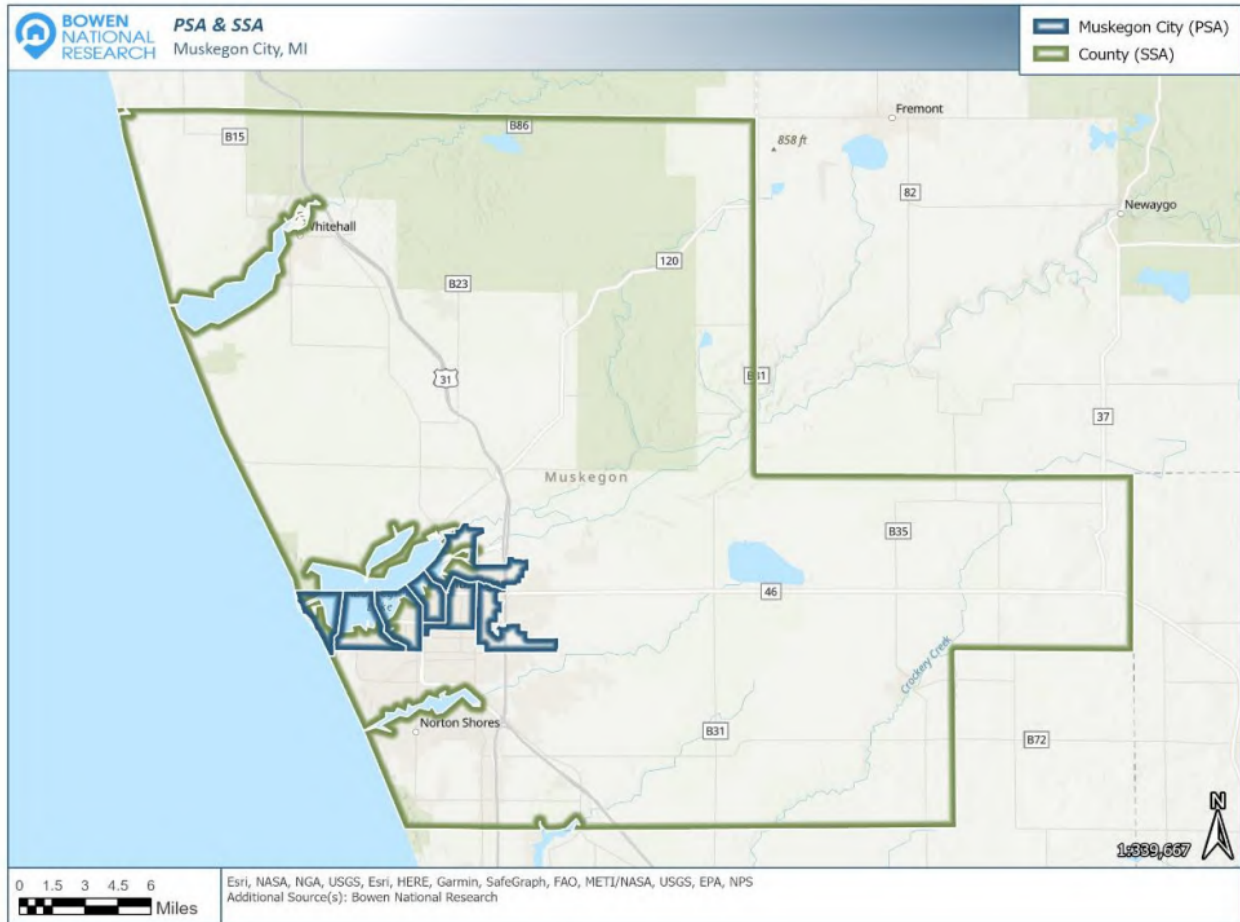 BOWEN
NATIONAL
RESEARCH
PSA & SSA
Muskegon City, MI
Muskegon City (PSA)
County (SSA)
Fremont
B86
B15
858 ft
82
Newaygo
Whitehall
120
B23
31
B31
37
Muskegon
B35
46
Crockery Creek
Norton Shores
B31
B72
N
1:339,667
0 1.5 3 4.5 6
Miles
Esri, NASA, NGA, USGS, Esri, HERE, Garmin, SafeGraph, FAO, METI/NASA, USGS, EPA, NPS
Additional Source(s): Bowen National Research